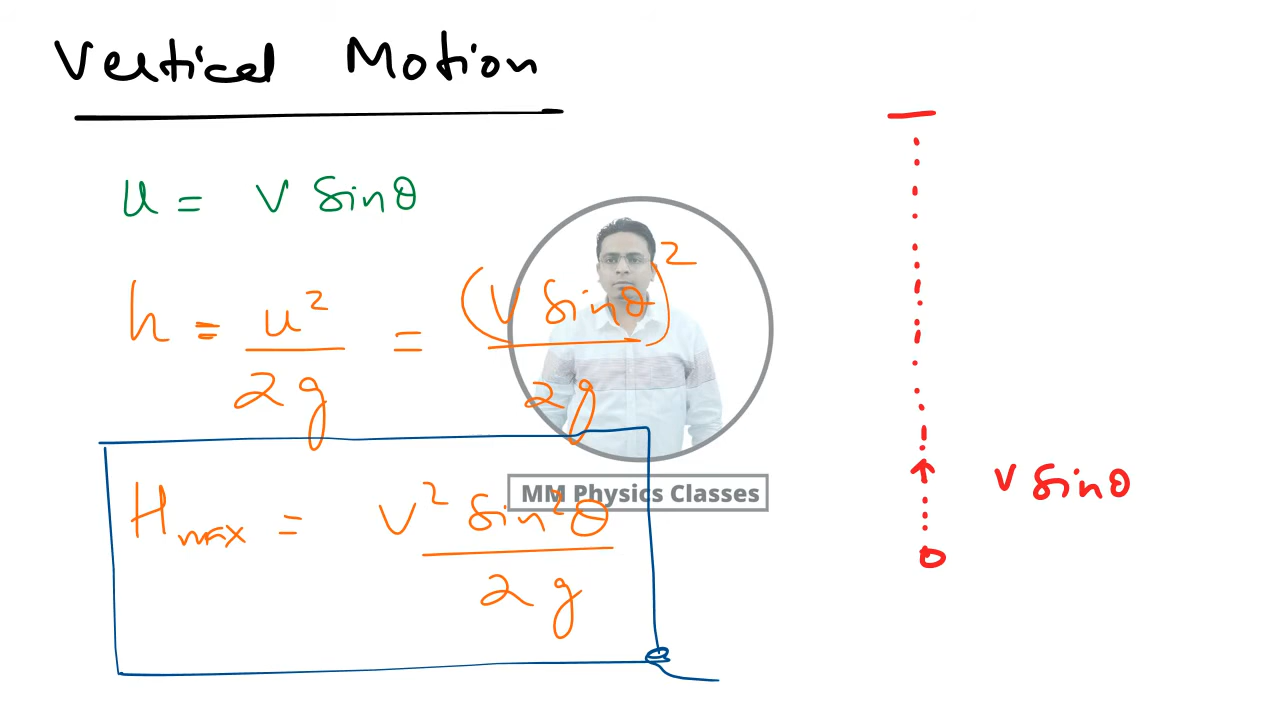 Vertical Motion
u = v sinθ
h = u²/2g = (v sinθ)²/2g
MM Physics Classes
v sinθ
Hmax = v² sin²θ/2g